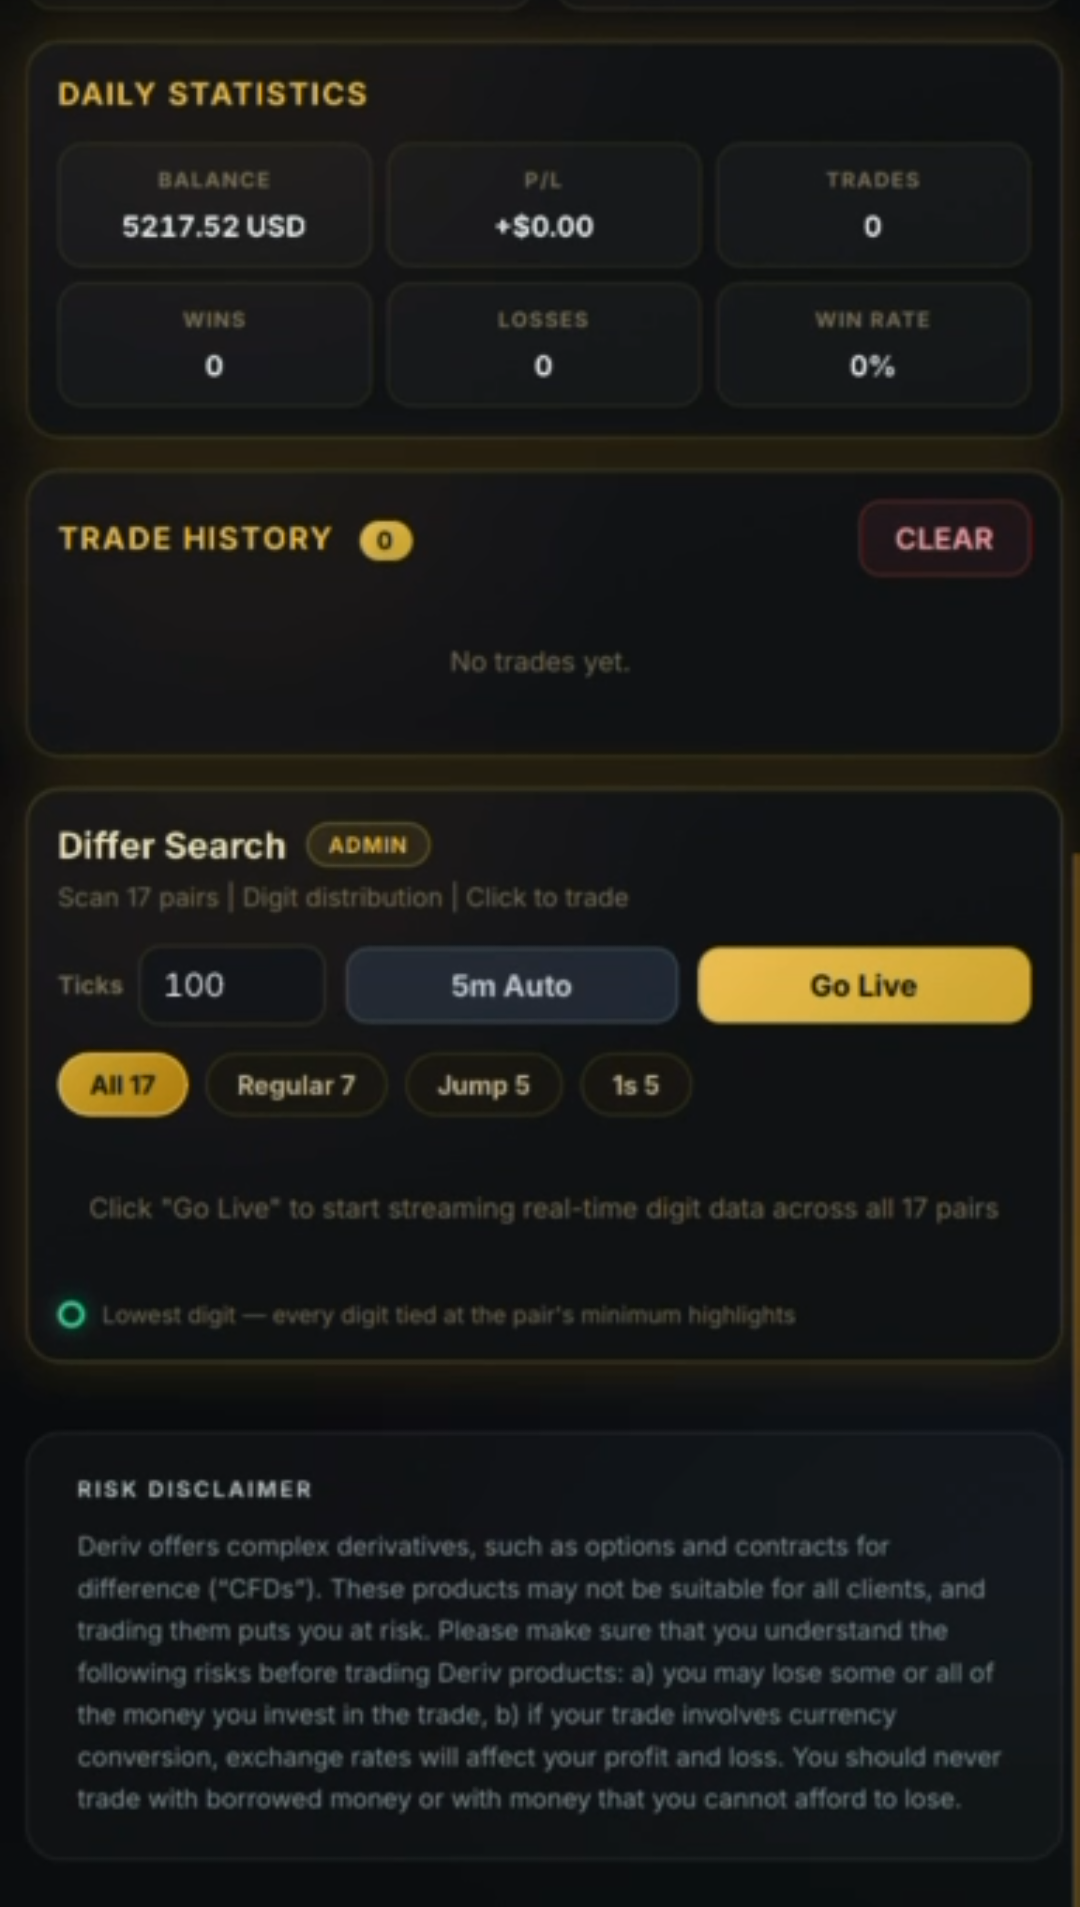 DAILY STATISTICS
BALANCE P/L TRADES
5217.52 USD +$0.00 0
WINS LOSSES WIN RATE
0 0 0%
TRADE HISTORY 0 CLEAR
No trades yet.
Differ Search ADMIN
Scan 17 pairs | Digit distribution | Click to trade
Ticks 100 5m Auto Go Live
All 17 Regular 7 Jump 5 1s 5
Click "Go Live" to start streaming real-time digit data across all 17 pairs
Lowest digit — every digit tied at the pair's minimum highlights
RISK DISCLAIMER
Deriv offers complex derivatives, such as options and contracts for
difference ("CFDs"). These products may not be suitable for all clients, and
trading them puts you at risk. Please make sure that you understand the
following risks before trading Deriv products: a) you may lose some or all of
the money you invest in the trade, b) if your trade involves currency
conversion, exchange rates will affect your profit and loss. You should never
trade with borrowed money or with money that you cannot afford to lose.